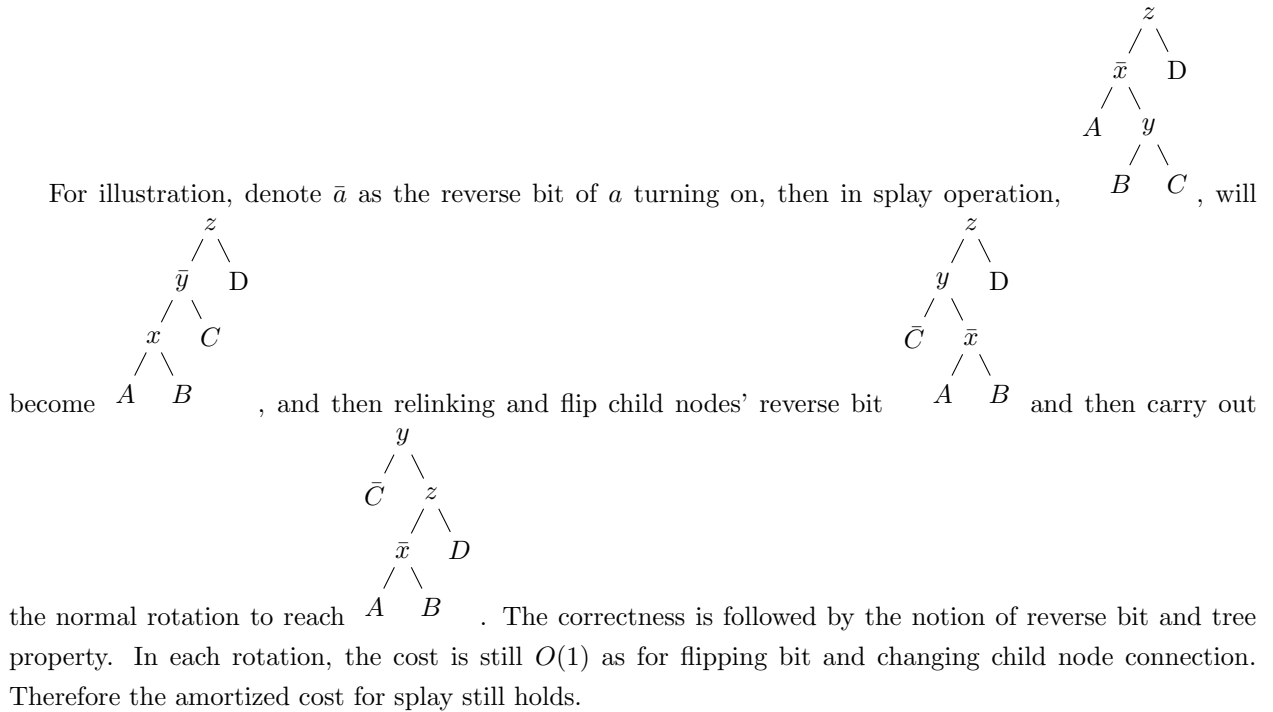 z
x̄ D
A y
B C
For illustration, denote ā as the reverse bit of a turning on, then in splay operation, , will
z
ȳ D
x C
A B
z
y D
C̄ x̄
A B
become , and then relinking and flip child nodes' reverse bit and then carry out
y
C̄ z
x̄ D
A B
the normal rotation to reach . The correctness is followed by the notion of reverse bit and tree
property. In each rotation, the cost is still O(1) as for flipping bit and changing child node connection.
Therefore the amortized cost for splay still holds.